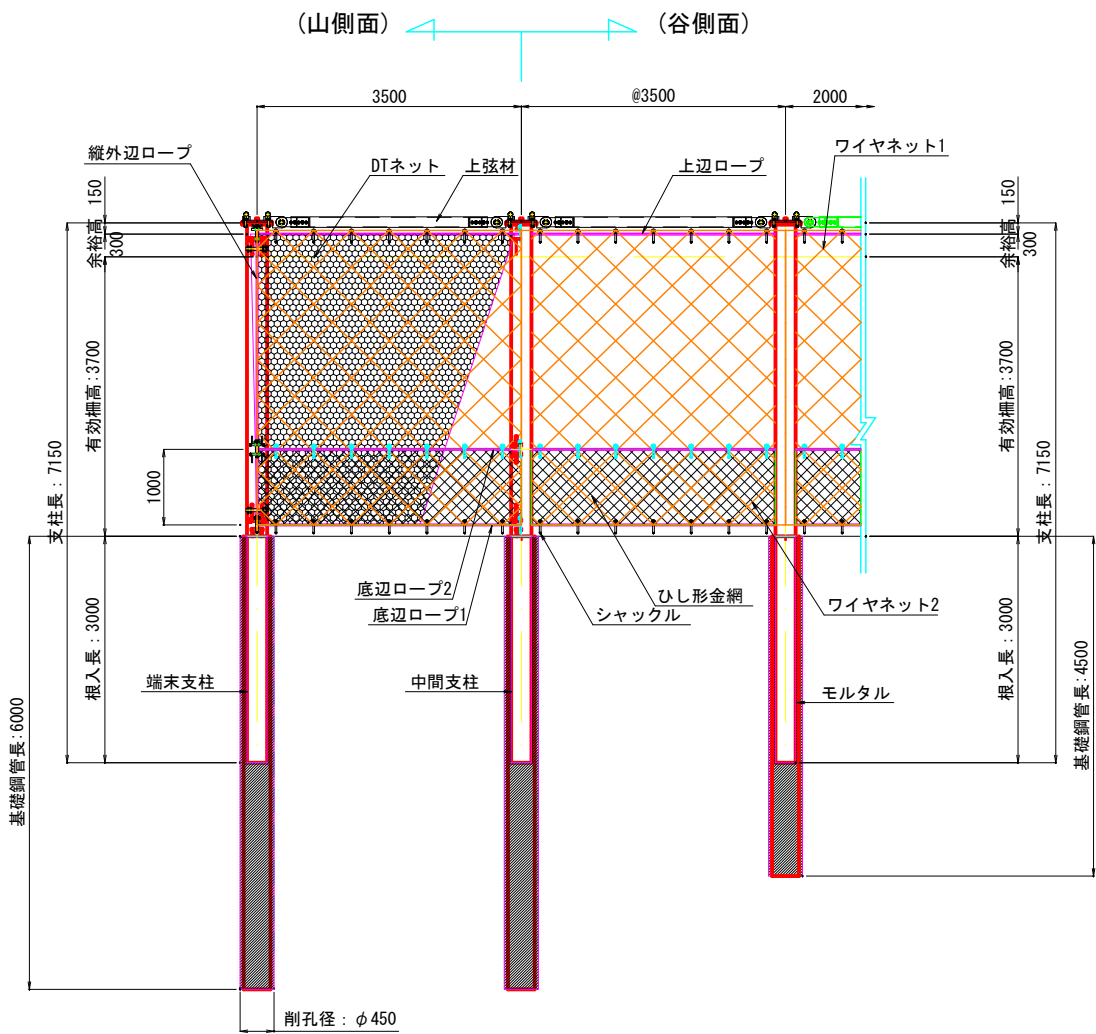 (山側面)
(谷側面)
3500
@3500
2000
縦外辺ロープ
DTネット
上弦材
上辺ロープ
ワイヤネット1
150
余裕高
300
150
余裕高
300
有効柵高:3700
有効柵高:3700
支柱長:7150
支柱長:7150
1000
底辺ロープ2
底辺ロープ1
シャックル
ひし形金網
ワイヤネット2
根入長:3000
根入長:3000
端末支柱
中間支柱
モルタル
基礎鋼管長:6000
基礎鋼管長:4500
削孔径:φ450